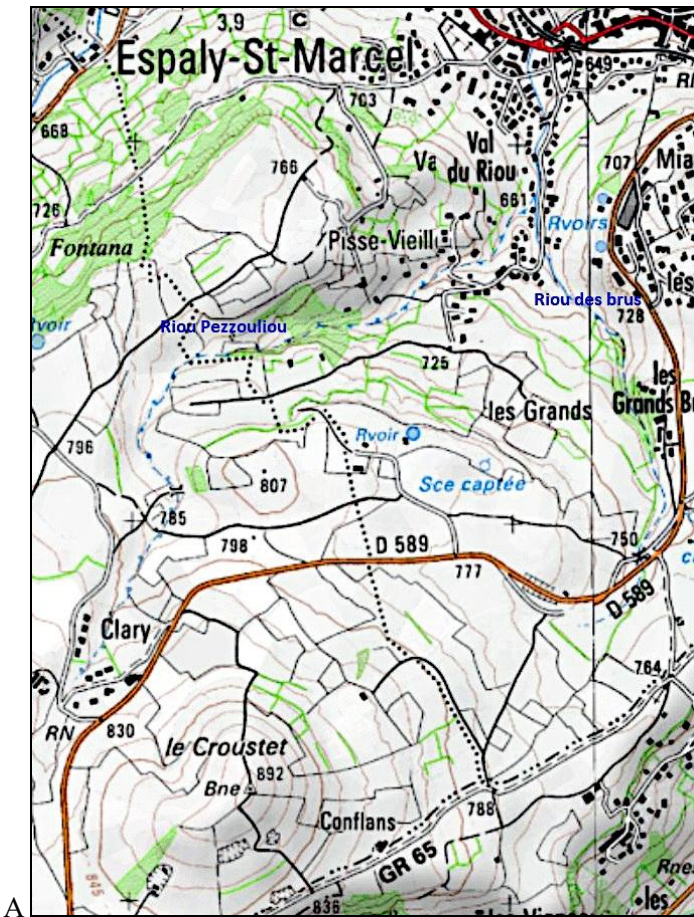 3,9 C
Espaly-St-Marcel
649
703
668
Val
du Riou
Va
707
Mia
766
661
726
Pisse-Vieill
Rvoirs
Fontana
les
Riou des brus
728
Riou Pezzouliou
rvoir
725
les
Grands B
les Grands
Rvoir
796
807
Sce captée
785
798
D 589
750
777
D 589
Clary
764
RN
830
le Croustet
892
Bne
788
Conflans
GR 65
845
Rnes
836
les
A